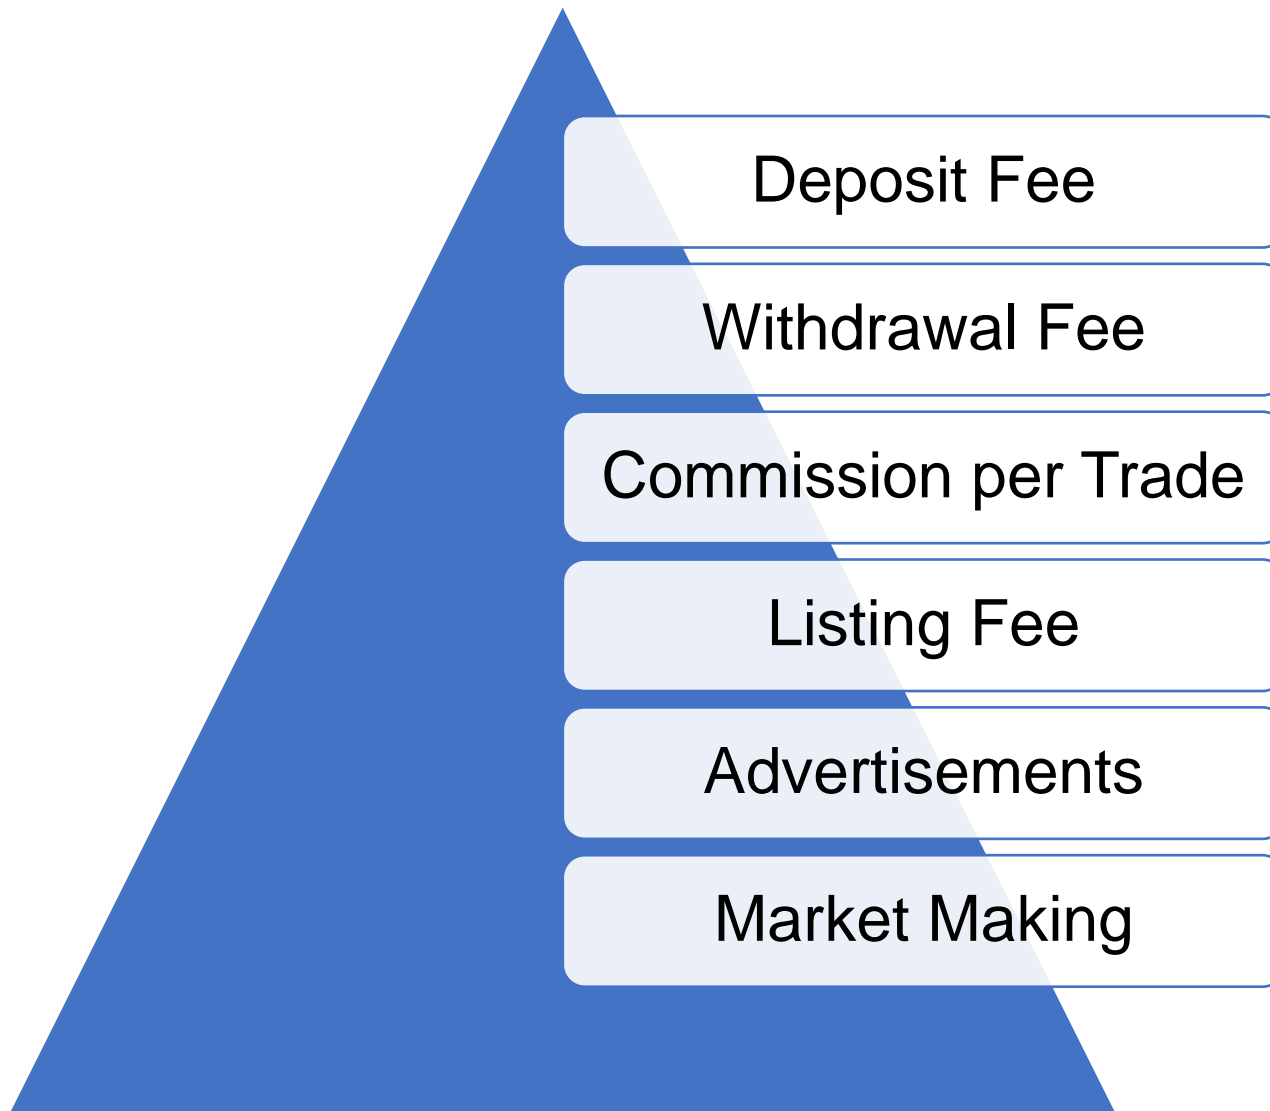 Deposit Fee
Withdrawal Fee
Commission per Trade
Listing Fee
Advertisements
Market Making